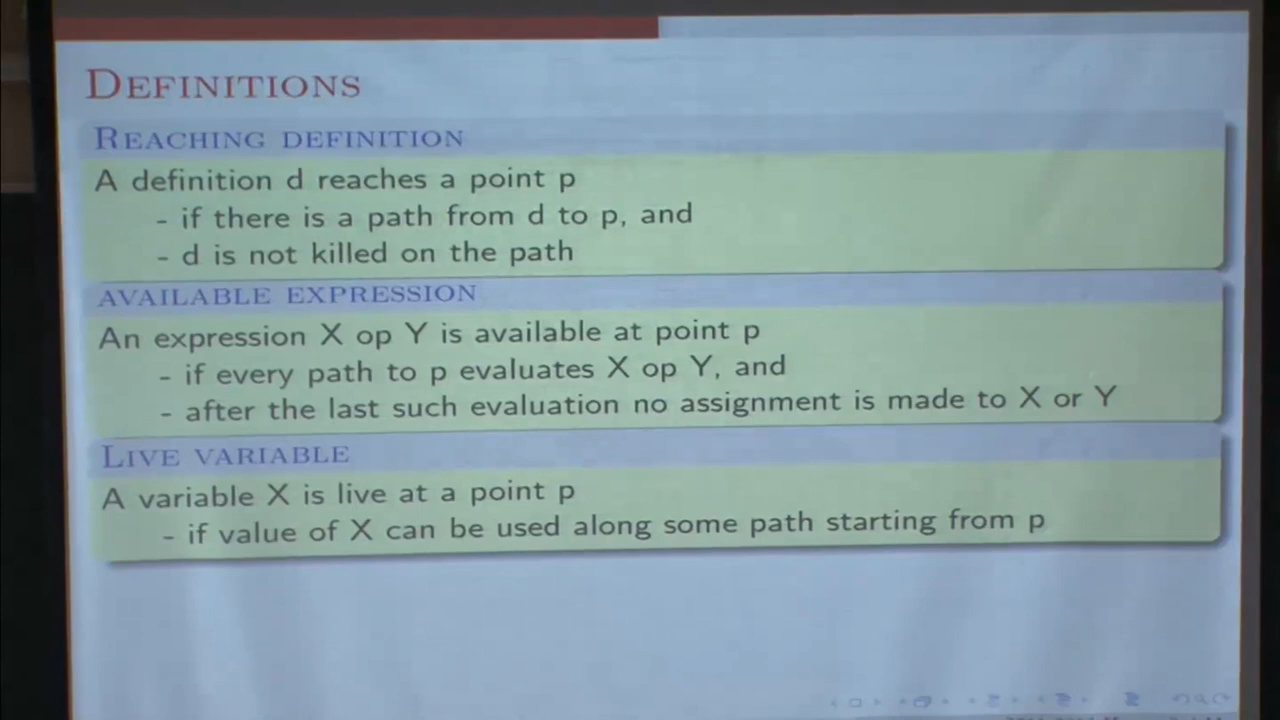 DEFINITIONS
REACHING DEFINITION
A definition d reaches a point p
- if there is a path from d to p, and
- d is not killed on the path
AVAILABLE EXPRESSION
An expression X op Y is available at point p
- if every path to p evaluates X op Y, and
- after the last such evaluation no assignment is made to X or Y
LIVE VARIABLE
A variable X is live at a point p
- if value of X can be used along some path starting from p